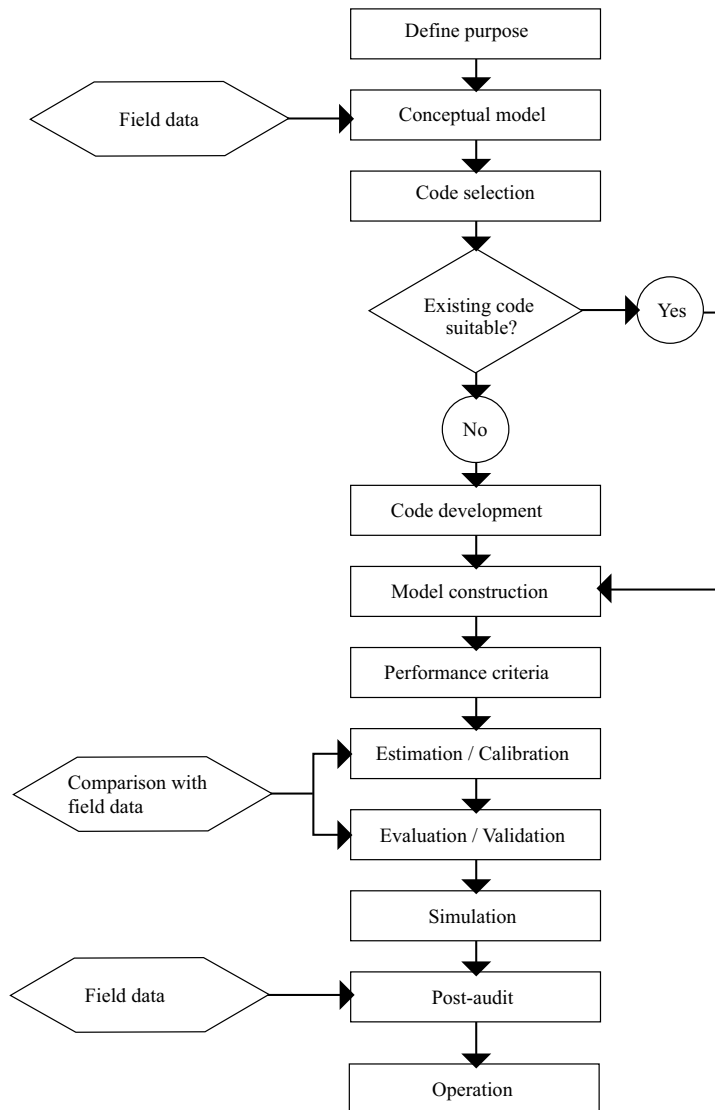 Define purpose
Field data
Conceptual model
Code selection
Existing code
suitable?
Yes
No
Code development
Model construction
Performance criteria
Estimation / Calibration
Comparison with
field data
Evaluation / Validation
Simulation
Field data
Post-audit
Operation